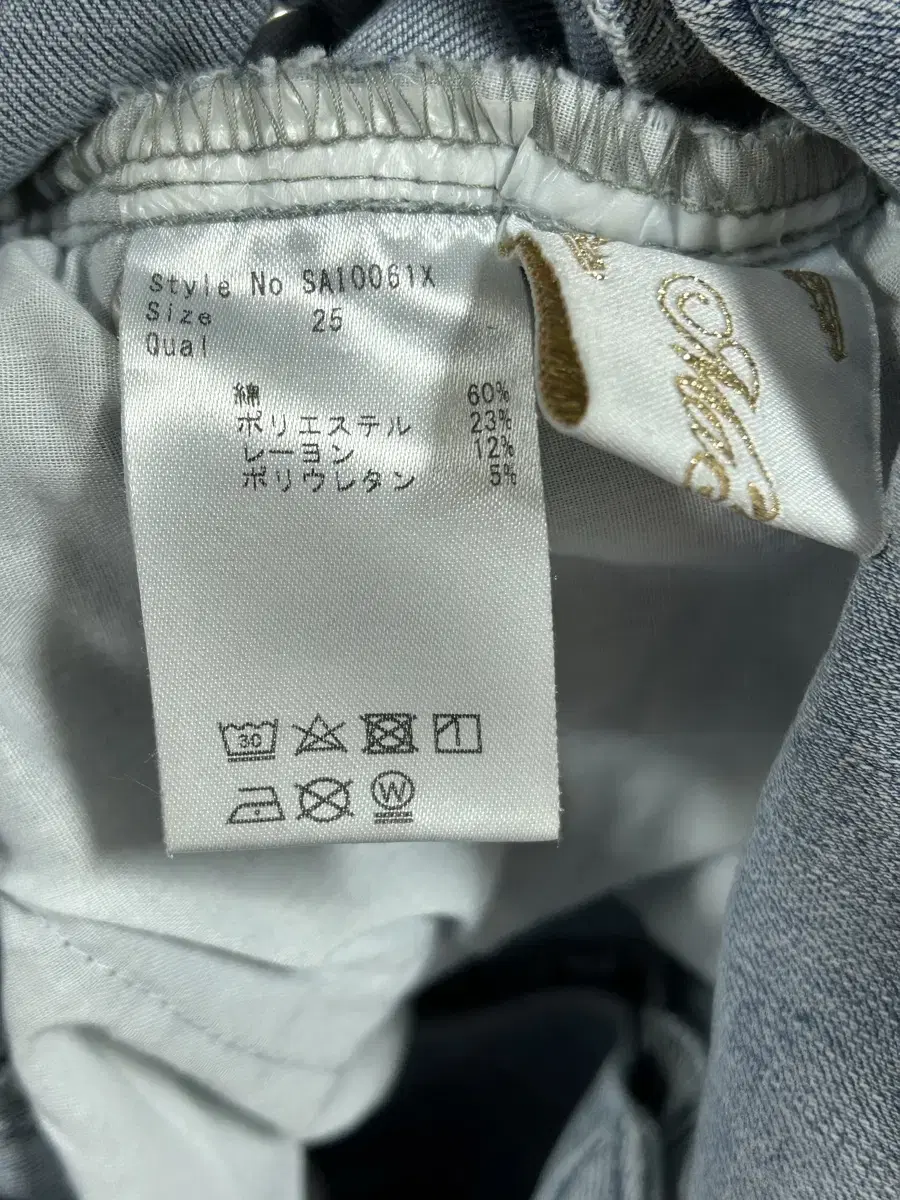 Style No SA10061X
Size 25
Qual
綿 60%
ポリエステル 23%
レーヨン 12%
ポリウレタン 5%
30
W